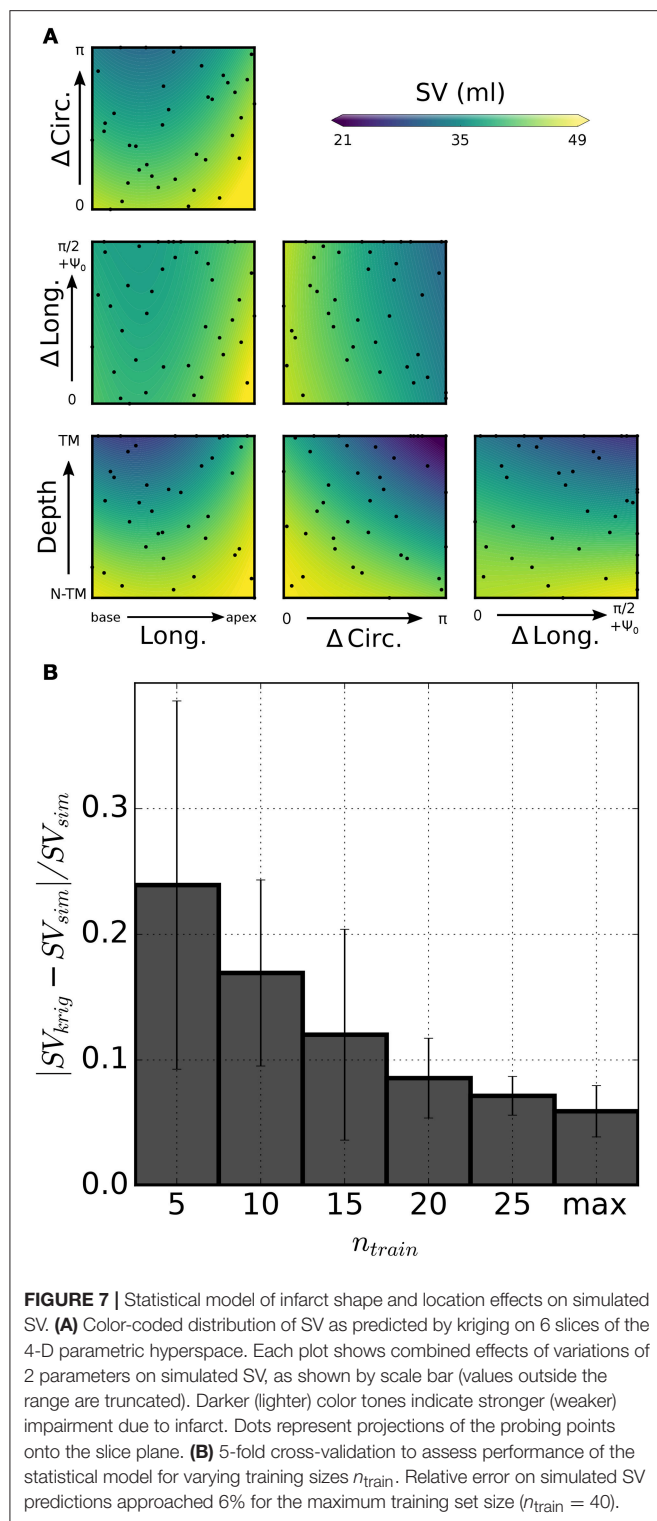 A
π
Δ Circ.
0
SV (ml)
21 35 49
π/2
+Ψ₀
Δ Long.
0
TM
Depth
N-TM
base apex
Long.
0 π
Δ Circ.
0 π/2
+Ψ₀
Δ Long.
B
|SV_krig − SV_sim|/SV_sim
0.3
0.2
0.1
0.0
5 10 15 20 25 max
n_train
FIGURE 7 | Statistical model of infarct shape and location effects on simulated
SV. (A) Color-coded distribution of SV as predicted by kriging on 6 slices of the
4-D parametric hyperspace. Each plot shows combined effects of variations of
2 parameters on simulated SV, as shown by scale bar (values outside the
range are truncated). Darker (lighter) color tones indicate stronger (weaker)
impairment due to infarct. Dots represent projections of the probing points
onto the slice plane. (B) 5-fold cross-validation to assess performance of the
statistical model for varying training sizes n_train. Relative error on simulated SV
predictions approached 6% for the maximum training set size (n_train = 40).